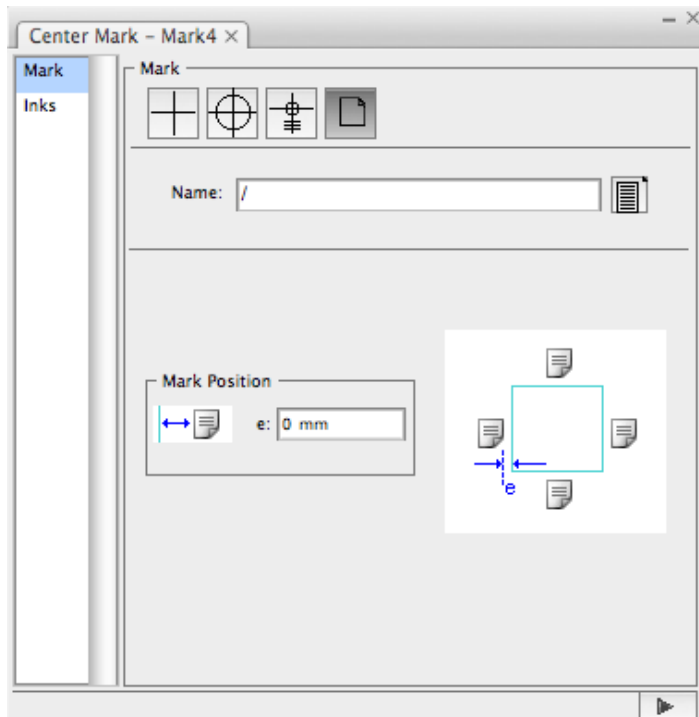 Center Mark – Mark4
Mark
Inks
Mark
Name: /
Mark Position
e: 0 mm
e